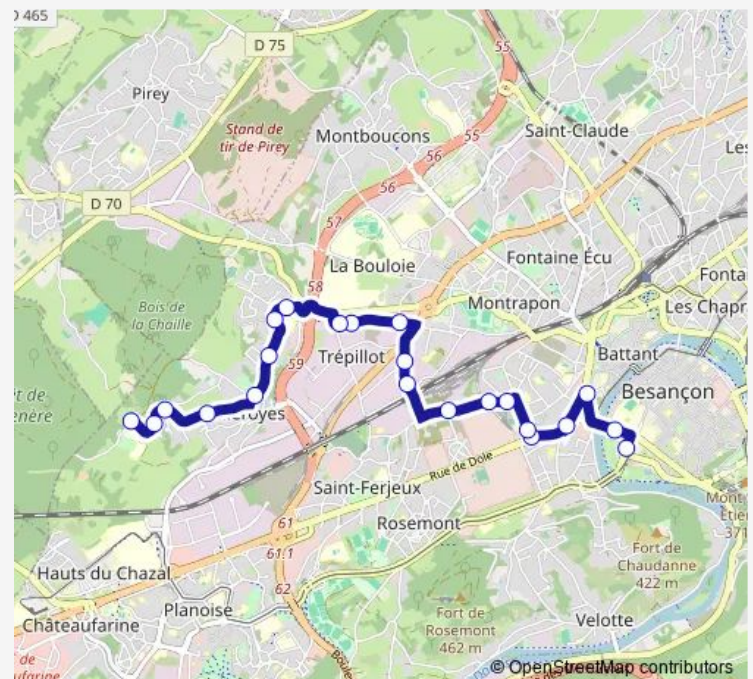 D 465
D 75
Pirey
Stand de
tir de Pirey
Montboucons
55
55
Saint-Claude
56
56
Les
D 70
57
La Bouloie
Fontaine Écu
58
Fonta
Bois de
la Chaille
Montrapon
Les Chapr
59
Trépillot
Battant
Besançon
royes
Rue de Dole
Saint-Ferjeux
Rosemont
61
61.1
Hauts du Chazal
62
Fort de
Chaudanne
422 m
Planoise
Châteaufarine
Fort de
Rosemont
462 m
Velotte
© OpenStreetMap contributors